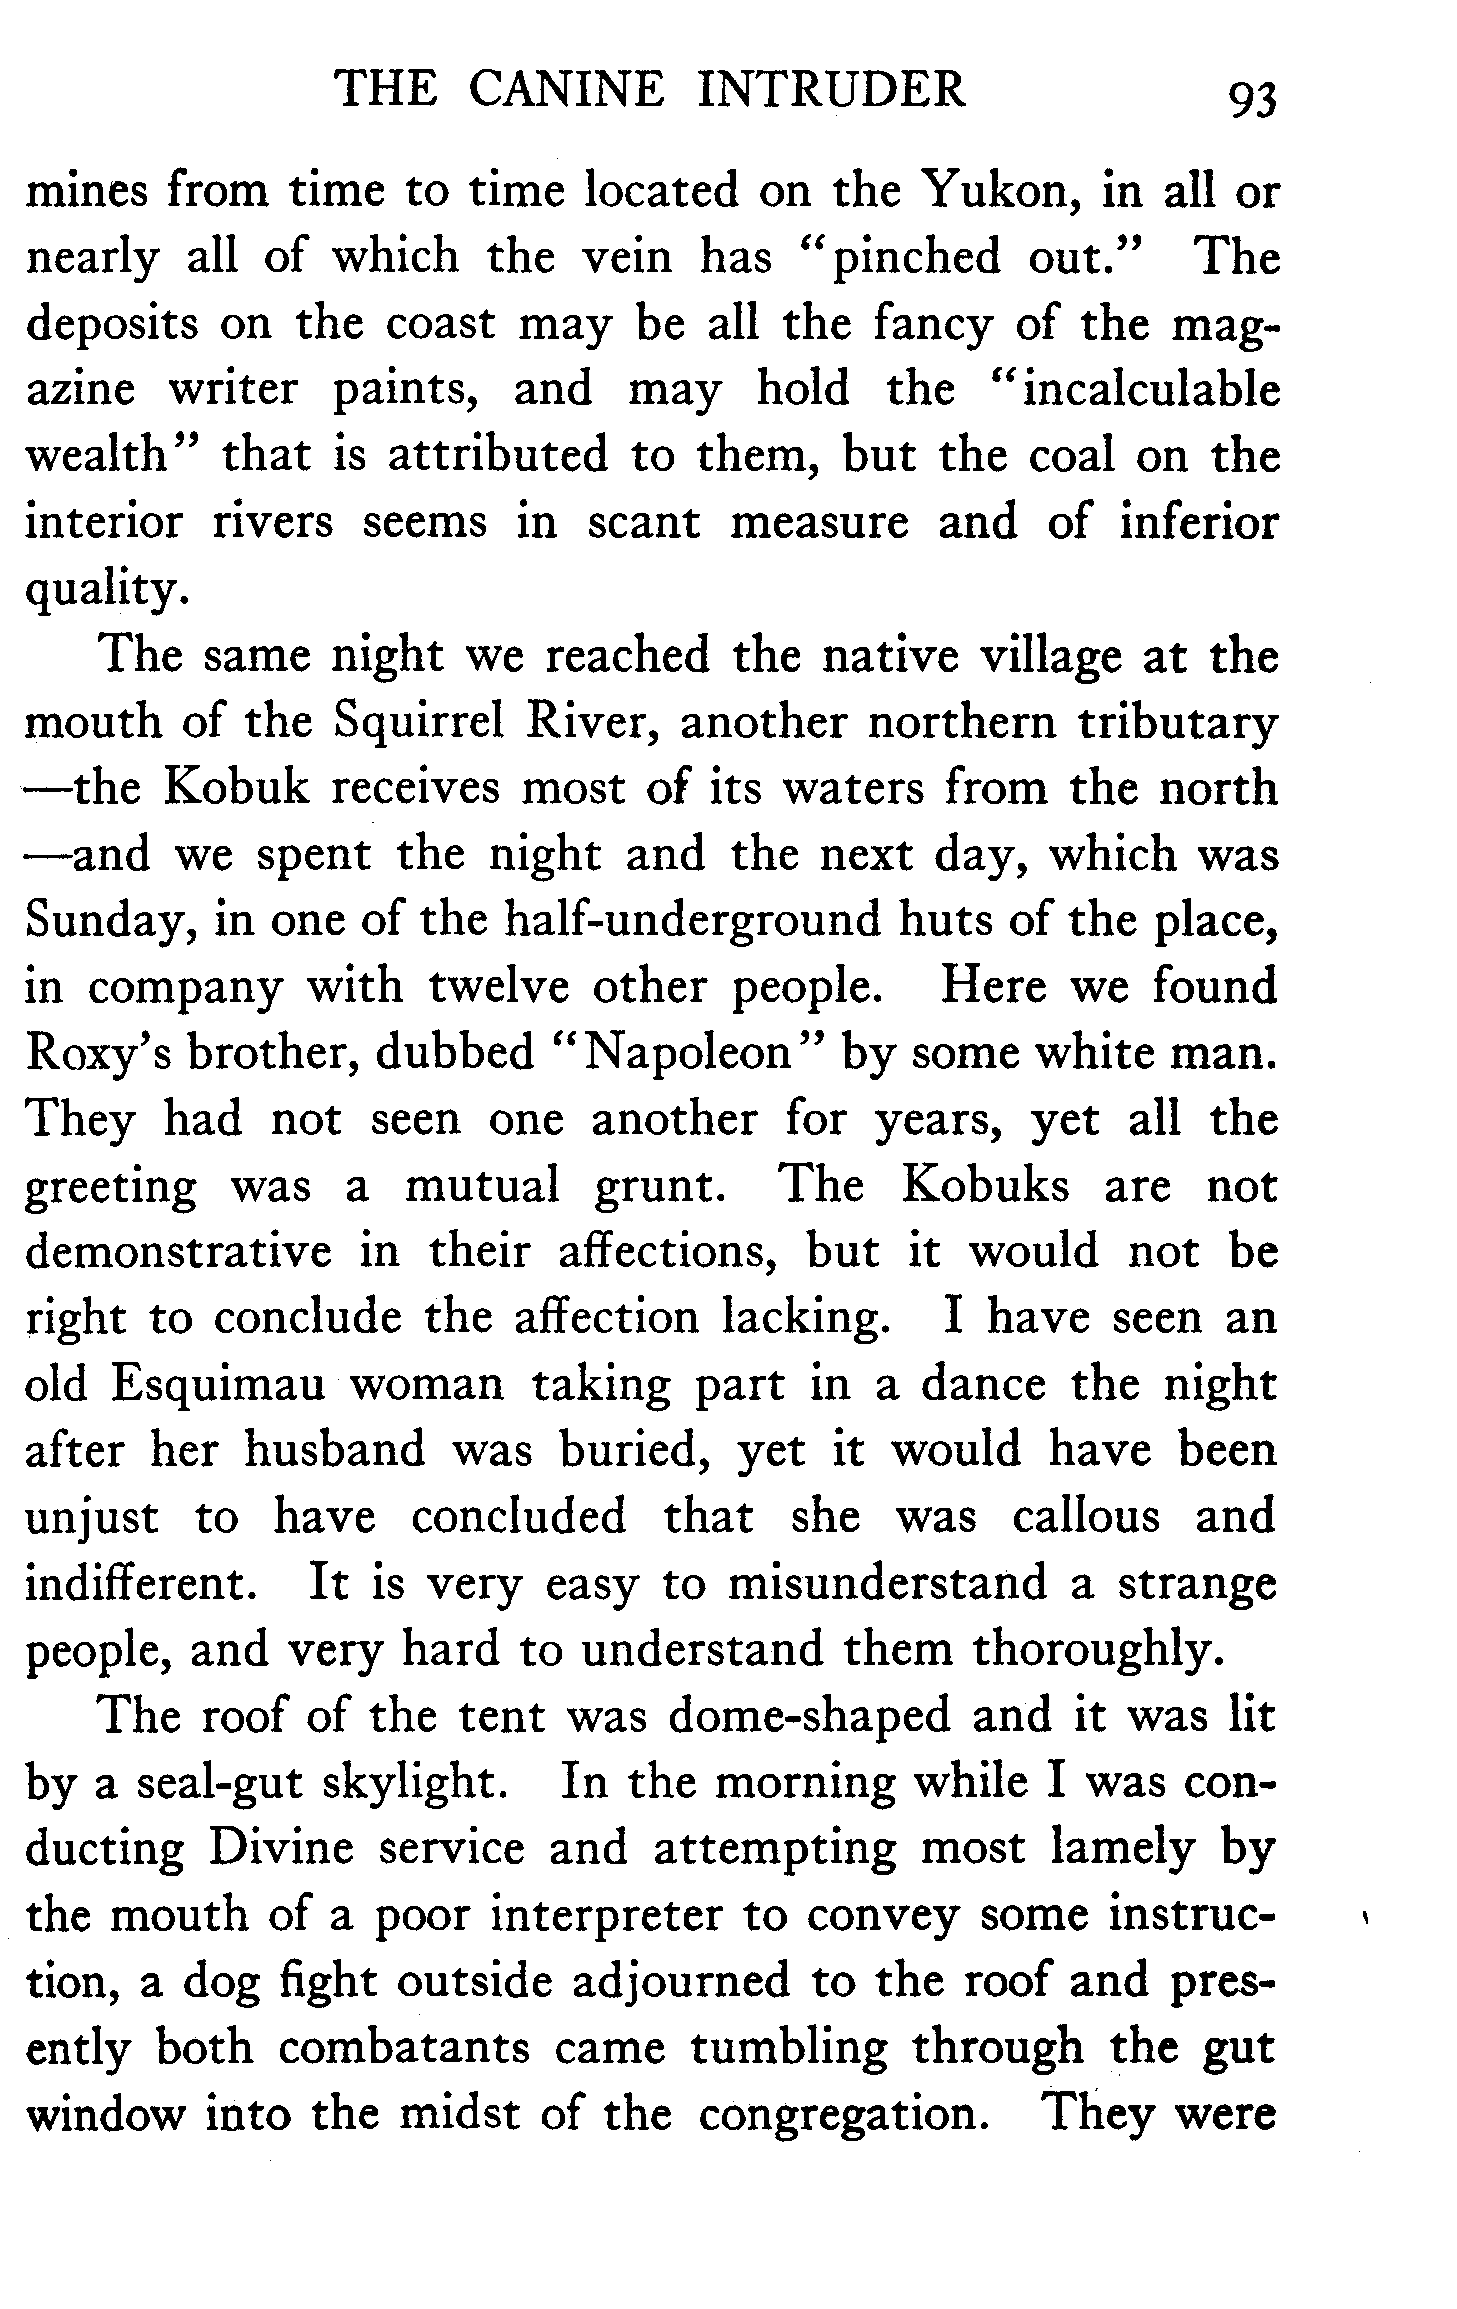 THE CANINE INTRUDER 93
mines from time to time located on the Yukon, in all or
nearly all of which the vein has “pinched out.” The
deposits on the coast may be all the fancy of the mag-
azine writer paints, and may hold the “incalculable
wealth” that is attributed to them, but the coal on the
interior rivers seems in scant measure and of inferior
quality.
The same night we reached the native village at the
mouth of the Squirrel River, another northern tributary
—the Kobuk receives most of its waters from the north
—and we spent the night and the next day, which was
Sunday, in one of the half-underground huts of the place,
in company with twelve other people. Here we found
Roxy’s brother, dubbed “Napoleon” by some white man.
They had not seen one another for years, yet all the
greeting was a mutual grunt. The Kobuks are not
demonstrative in their affections, but it would not be
right to conclude the affection lacking. I have seen an
old Esquimau woman taking part in a dance the night
after her husband was buried, yet it would have been
unjust to have concluded that she was callous and
indifferent. It is very easy to misunderstand a strange
people, and very hard to understand them thoroughly.
The roof of the tent was dome-shaped and it was lit
by a seal-gut skylight. In the morning while I was con-
ducting Divine service and attempting most lamely by
the mouth of a poor interpreter to convey some instruc-
tion, a dog fight outside adjourned to the roof and pres-
ently both combatants came tumbling through the gut
window into the midst of the congregation. They were